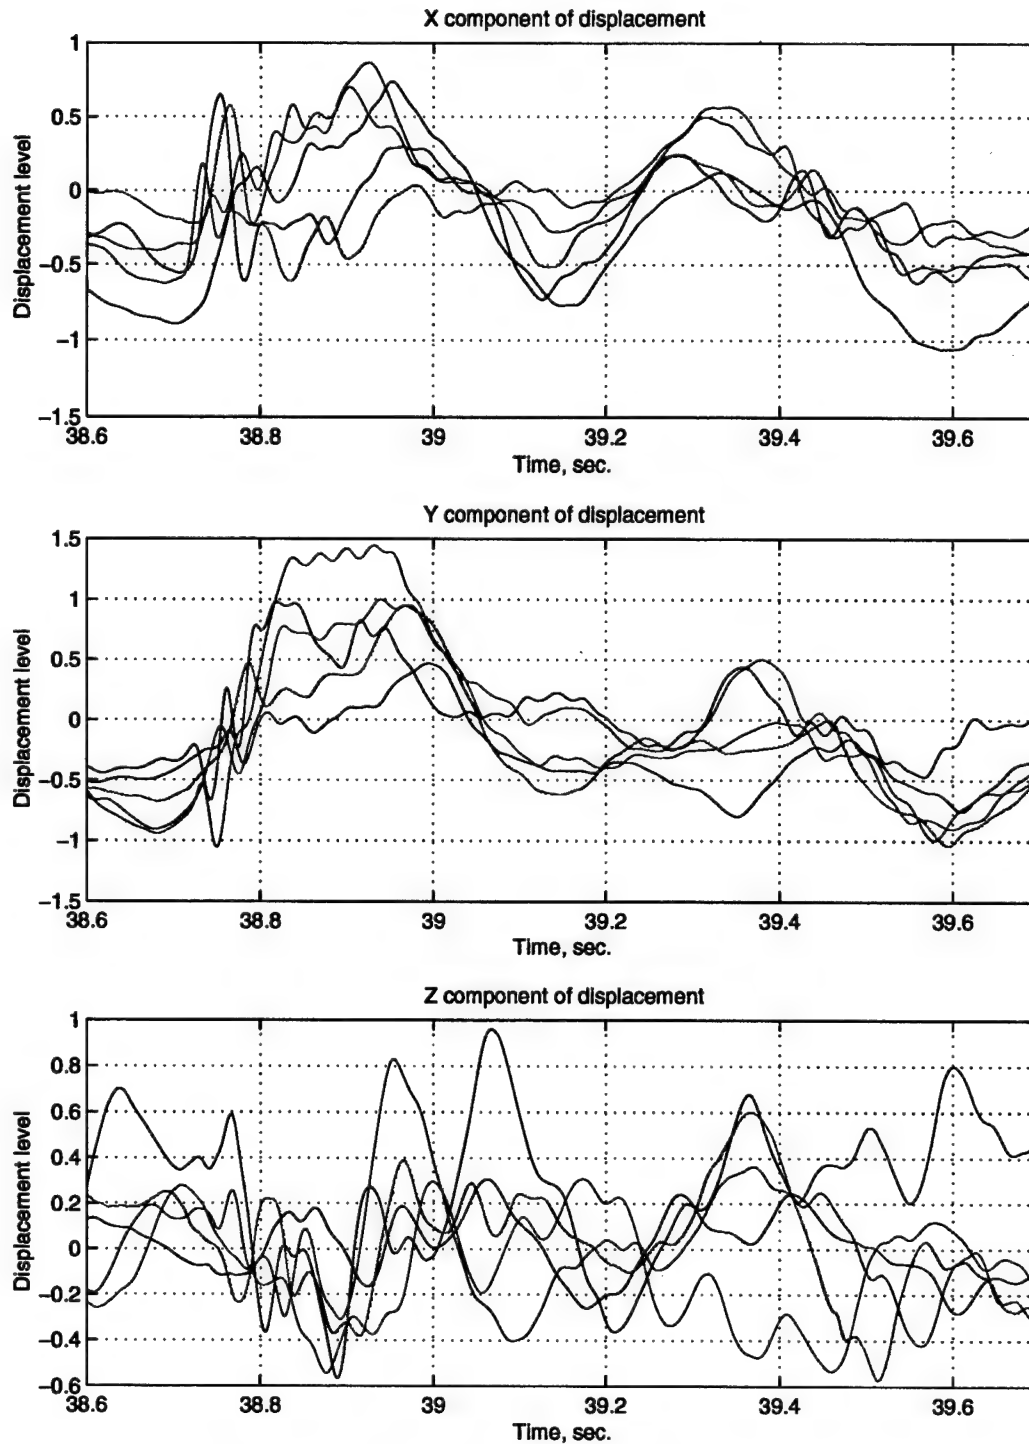 X component of displacement
1
0.5
0
−0.5
−1
−1.5
Displacement level
38.6 38.8 39 39.2 39.4 39.6
Time, sec.
Y component of displacement
1.5
1
0.5
0
−0.5
−1
−1.5
Displacement level
38.6 38.8 39 39.2 39.4 39.6
Time, sec.
Z component of displacement
1
0.8
0.6
0.4
0.2
0
−0.2
−0.4
−0.6
Displacement level
38.6 38.8 39 39.2 39.4 39.6
Time, sec.